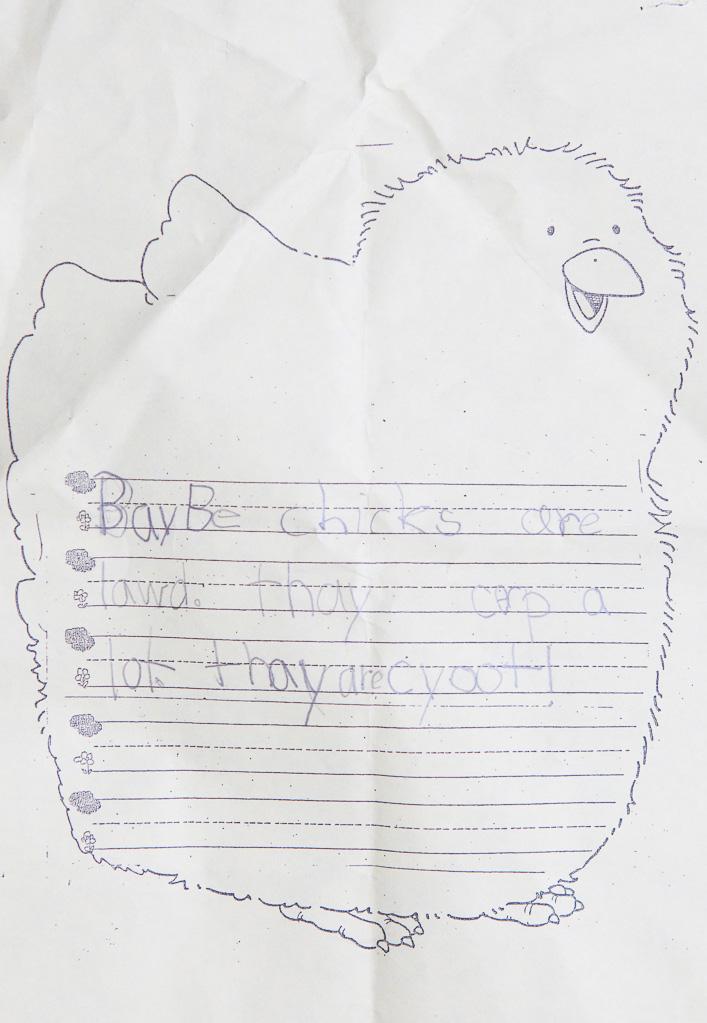 BayBe chicks are
lawd. thay cerp a
lot. thay are cyoot!